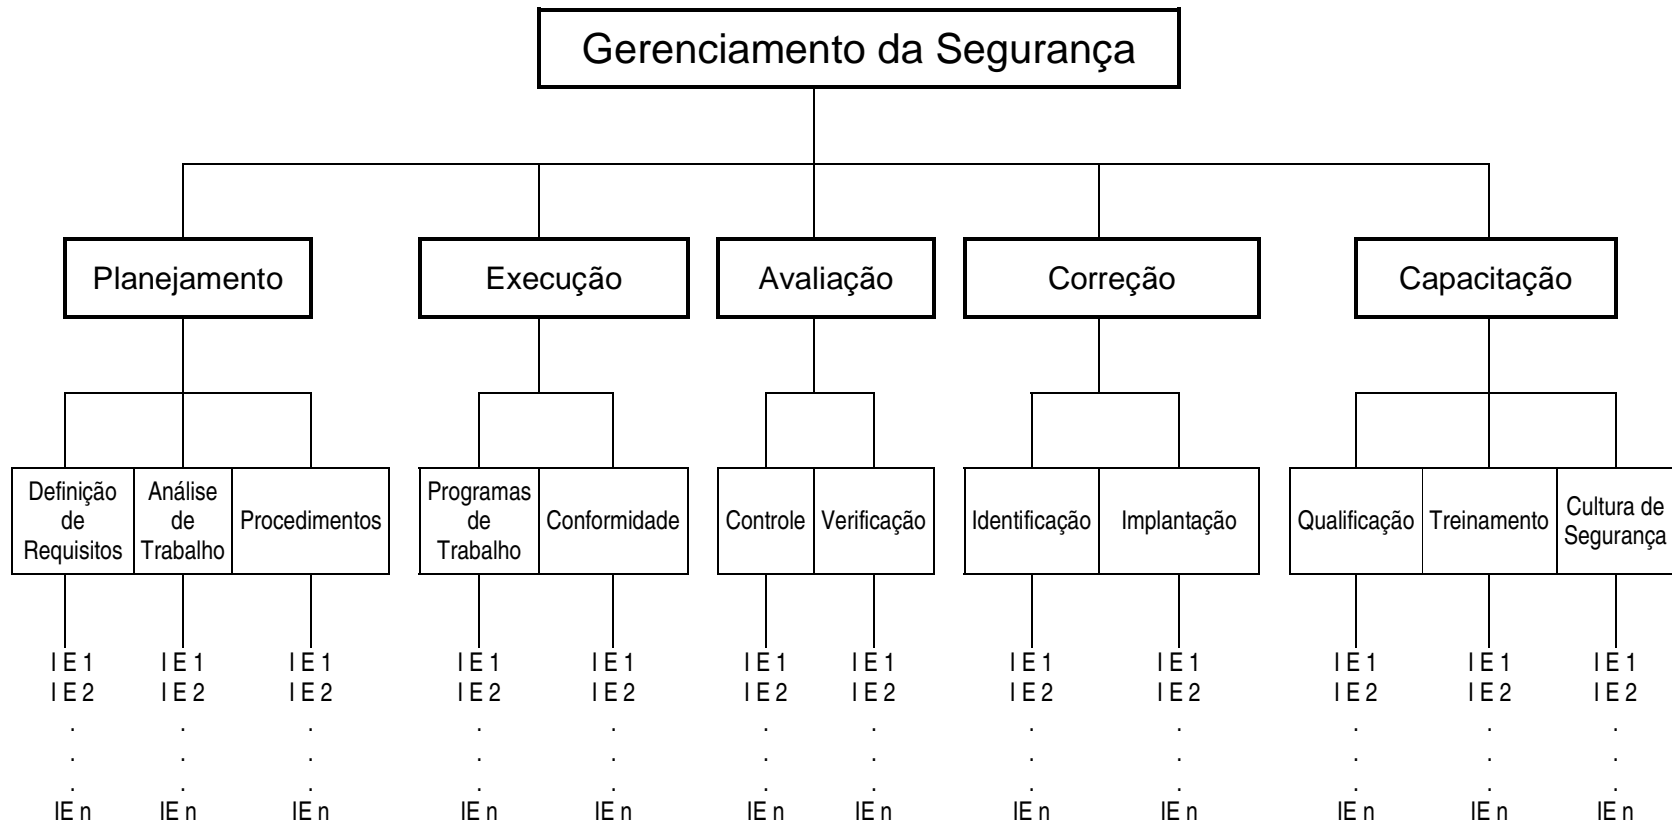 Gerenciamento da Segurança
Planejamento
Execução
Avaliação
Correção
Capacitação
Definição
de
Requisitos
Análise
de
Trabalho
Procedimentos
Programas
de
Trabalho
Conformidade
Controle
Verificação
Identificação
Implantação
Qualificação
Treinamento
Cultura de
Segurança
I E 1 I E 1 I E 1 I E 1 I E 1 I E 1 I E 1 I E 1 I E 1 I E 1 I E 1 I E 1
I E 2 I E 2 I E 2 I E 2 I E 2 I E 2 I E 2 I E 2 I E 2 I E 2 I E 2 I E 2
. . . . . . . . . . . .
. . . . . . . . . . . .
. . . . . . . . . . . .
IE n IE n IE n IE n IE n IE n IE n IE n IE n IE n IE n IE n